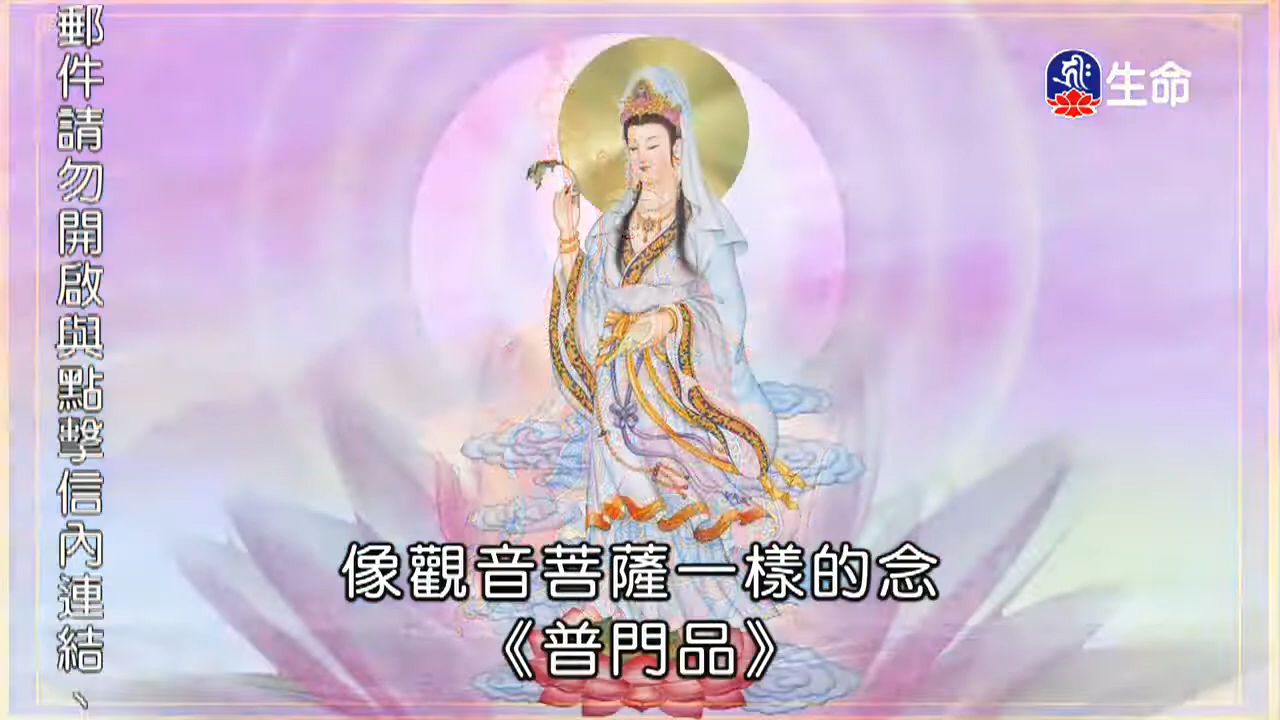 郵件請勿開啟與點擊信內連結、
生命
像觀音菩薩一樣的念
《普門品》